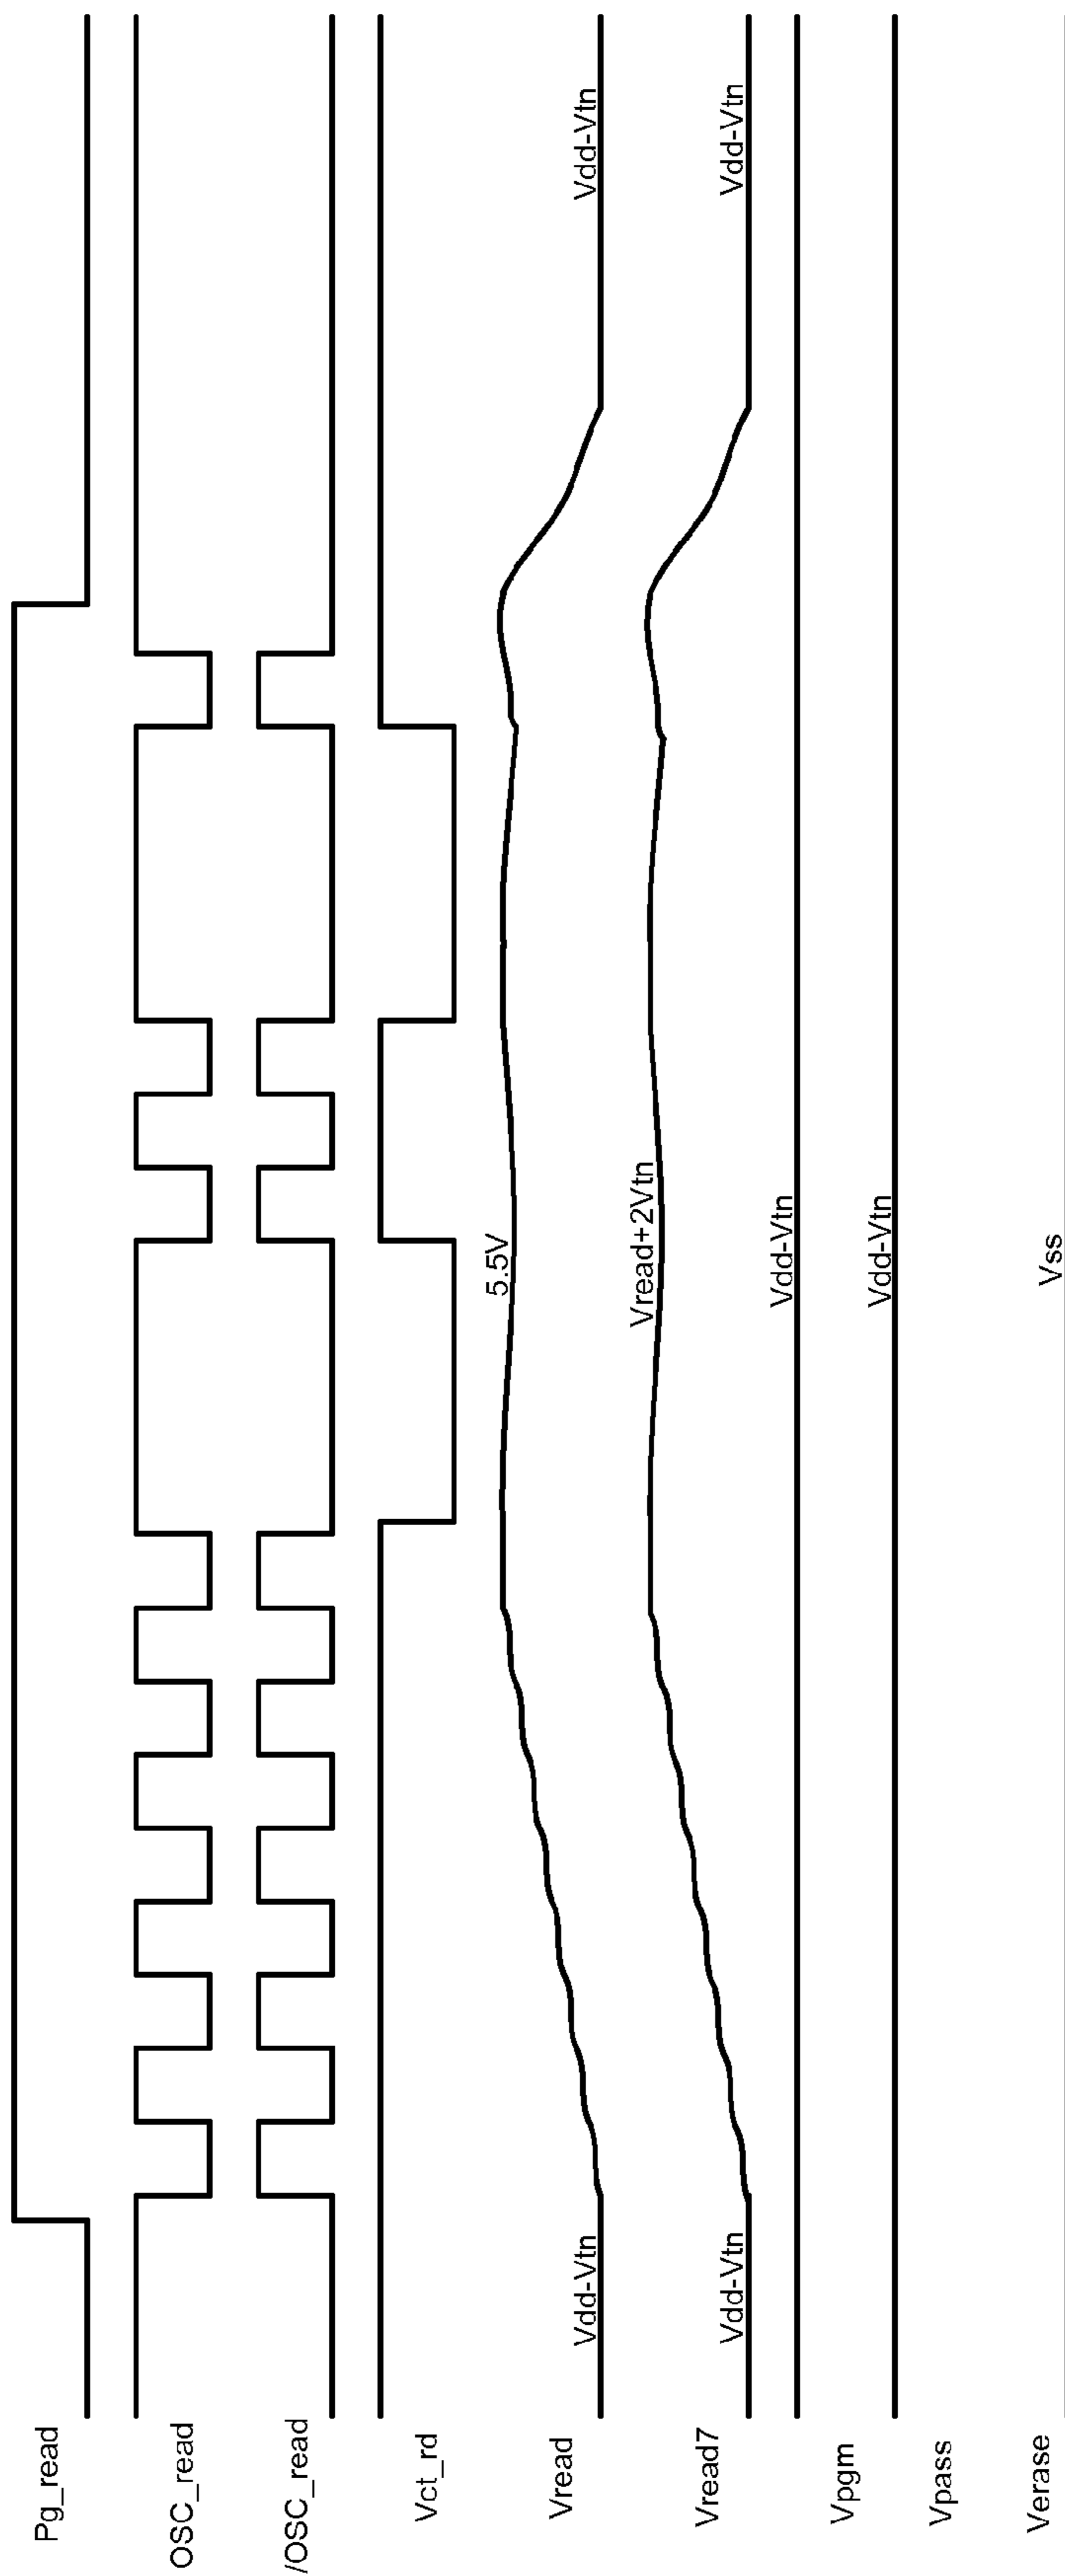 Pg_read
OSC_read
/OSC_read
Vct_rd
Vread
Vdd-Vtn
5.5V
Vdd-Vtn
Vread7
Vdd-Vtn
Vread+2Vtn
Vdd-Vtn
Vpgm
Vdd-Vtn
Vpass
Vdd-Vtn
Verase
Vss